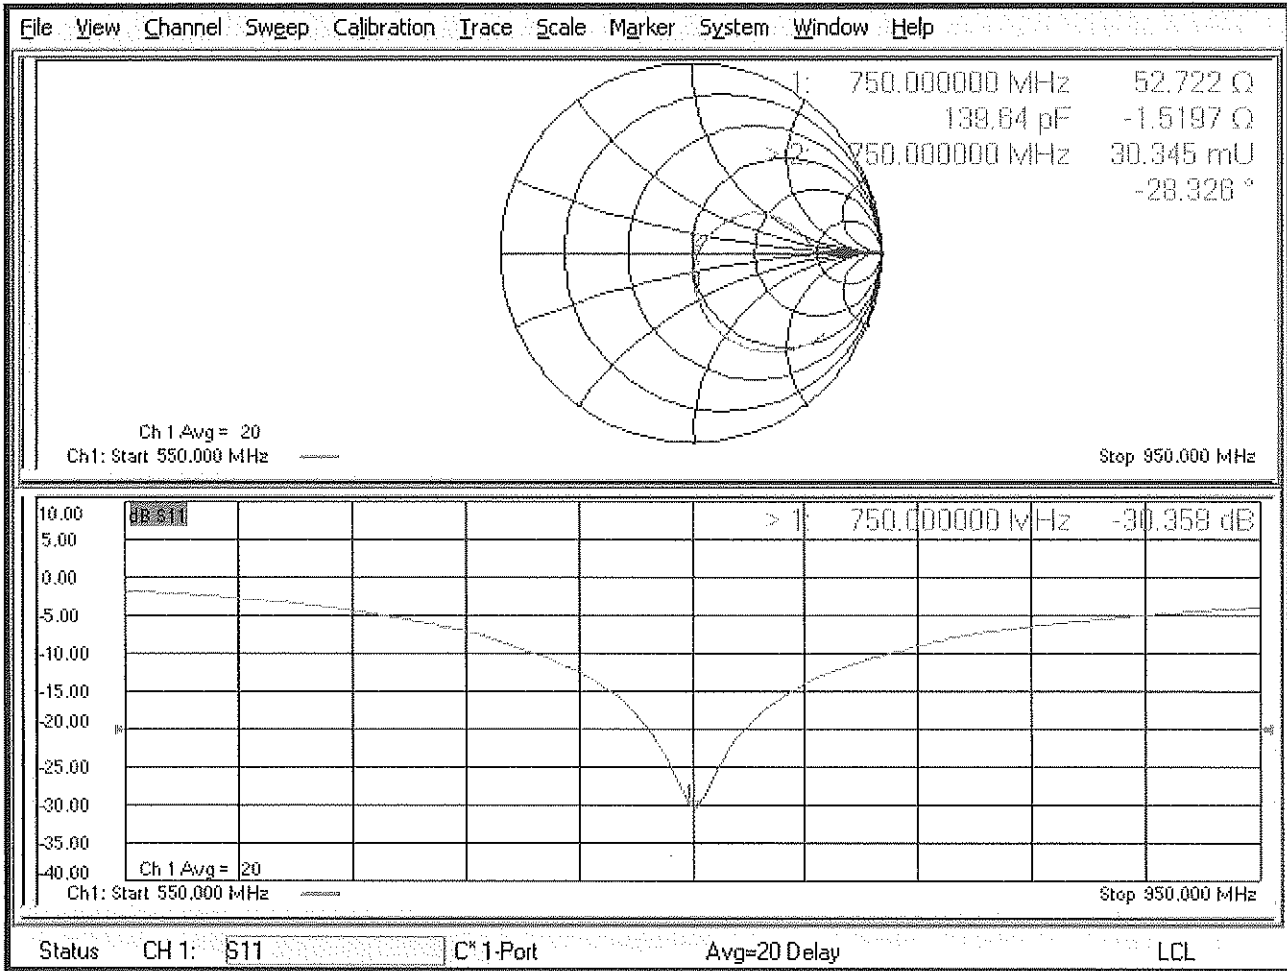 File View Channel Sweep Calibration Trace Scale Marker System Window Help
1: 750.000000 MHz 52.722 Ω
139.64 pF -1.5197 Ω
> 2: 750.000000 MHz 30.345 mU
-28.326 °
Ch 1 Avg = 20
Ch1: Start 550.000 MHz Stop 950.000 MHz
10.00 dB S11 > 1: 750.000000 MHz -30.358 dB
5.00
0.00
-5.00
-10.00
-15.00
-20.00
-25.00
-30.00
-35.00
-40.00 Ch 1 Avg = 20
Ch1: Start 550.000 MHz Stop 950.000 MHz
Status CH 1: S11 C* 1-Port Avg=20 Delay LCL